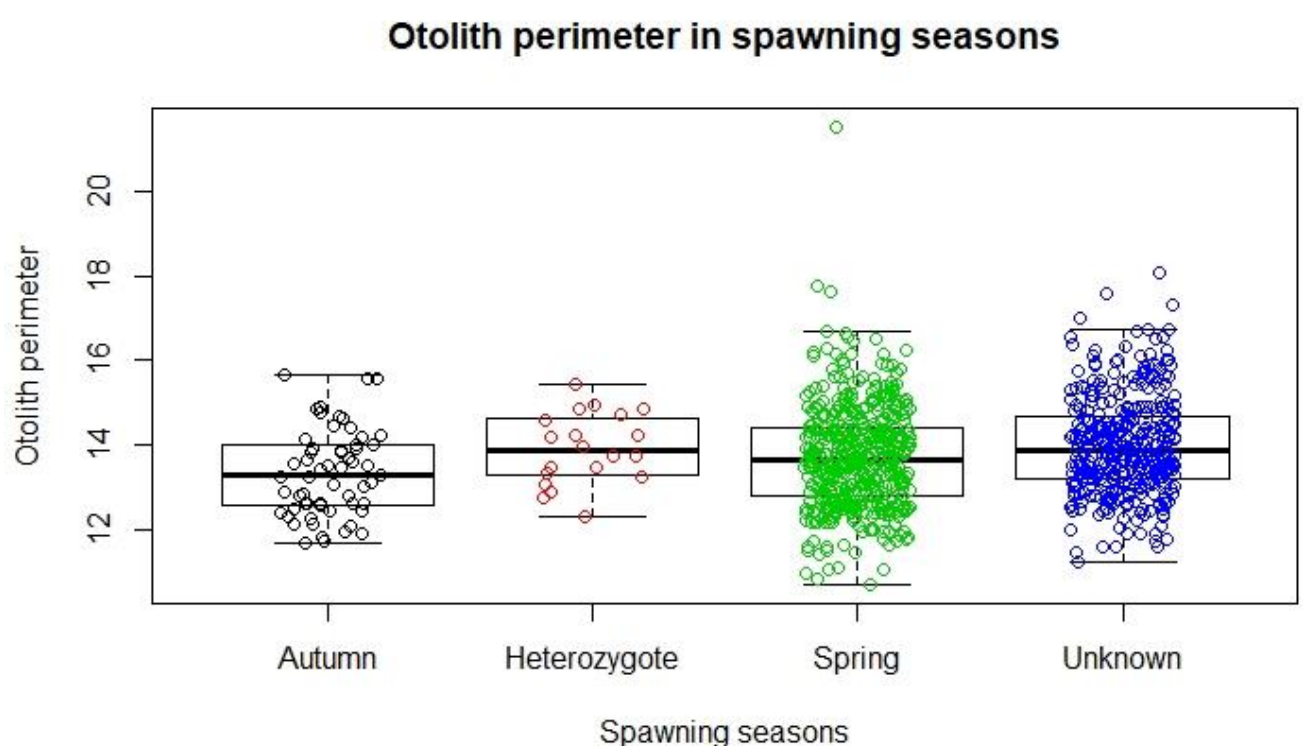 Otolith perimeter in spawning seasons
Otolith perimeter
20
18
16
14
12
Autumn Heterozygote Spring Unknown
Spawning seasons